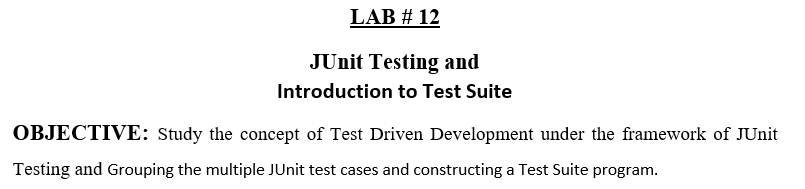 LAB # 12
JUnit Testing and
Introduction to Test Suite
OBJECTIVE: Study the concept of Test Driven Development under the framework of JUnit
Testing and Grouping the multiple JUnit test cases and constructing a Test Suite program.